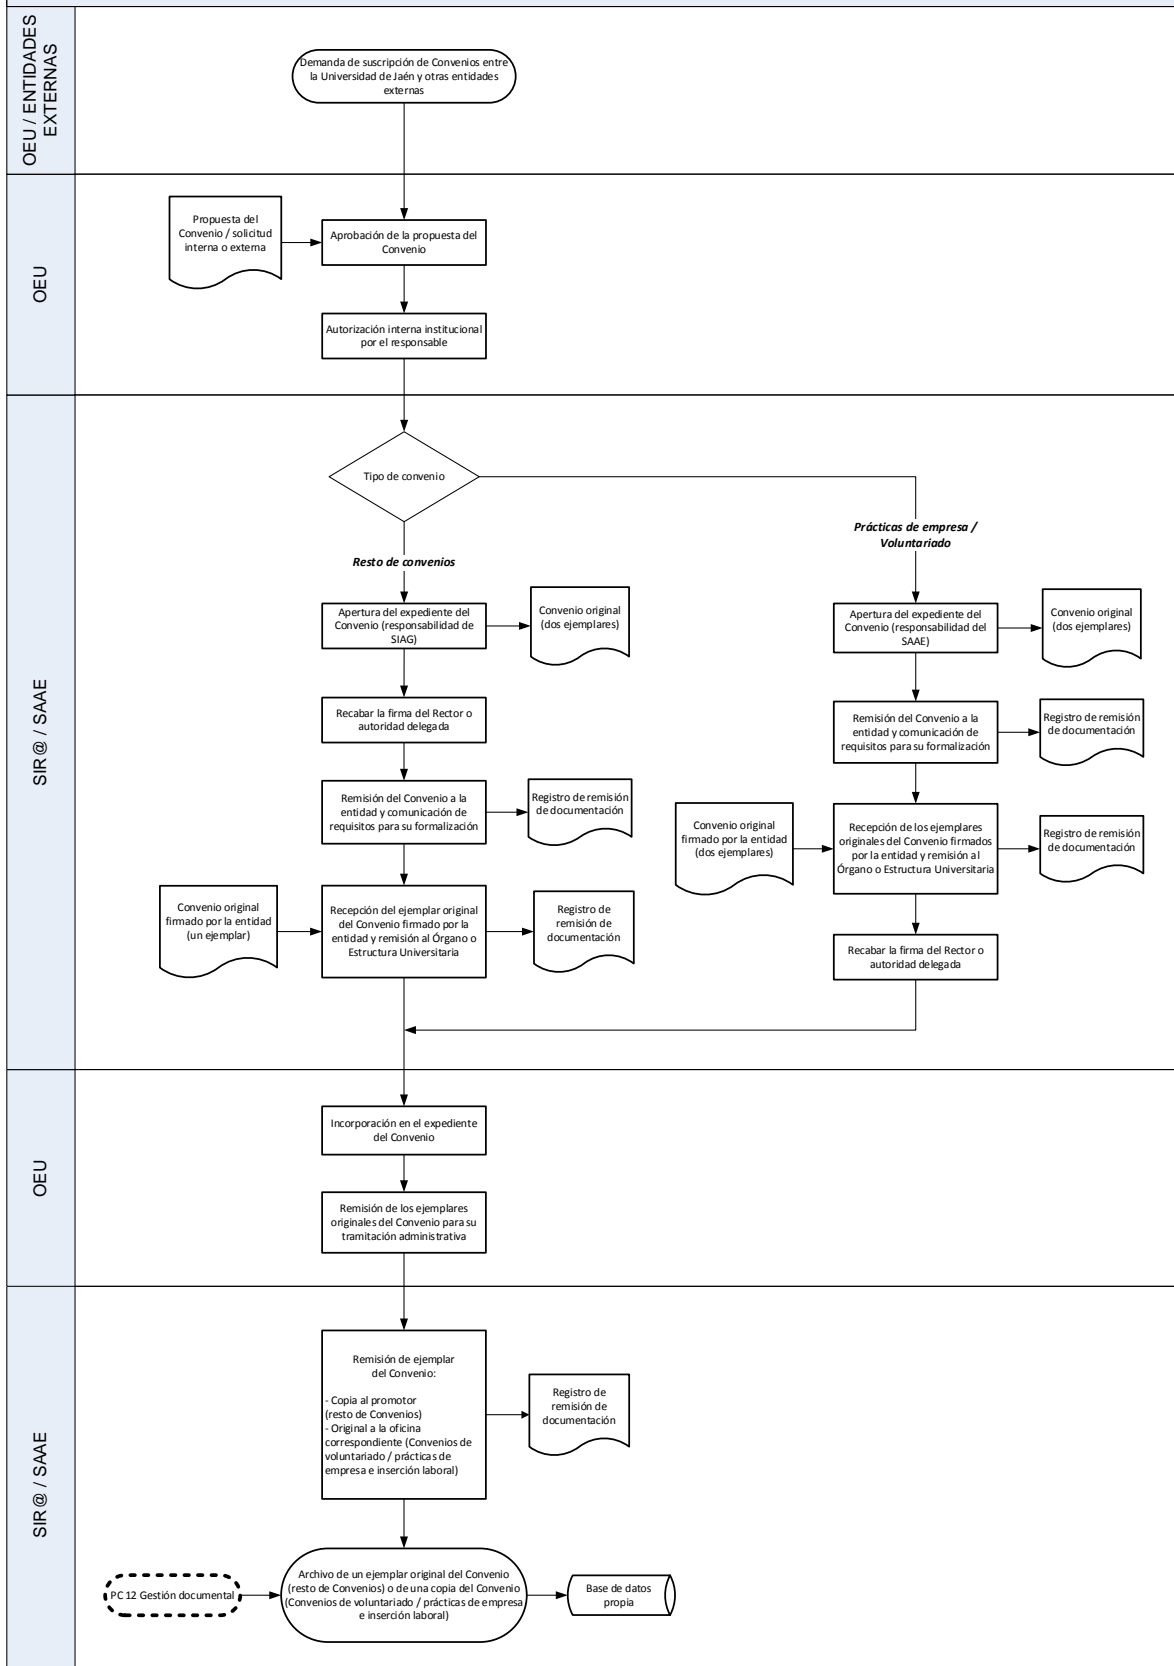 OEU / ENTIDADES
EXTERNAS
Demanda de suscripción de Convenios entre
la Universidad de Jaén y otras entidades
externas
OEU
Propuesta del
Convenio / solicitud
interna o externa
Aprobación de la propuesta del
Convenio
Autorización interna institucional
por el responsable
SIR@ / SAAE
Tipo de convenio
Resto de convenios
Prácticas de empresa /
Voluntariado
Apertura del expediente del
Convenio (responsabilidad de
SIAG)
Convenio original
(dos ejemplares)
Apertura del expediente del
Convenio (responsabilidad del
SAAE)
Convenio original
(dos ejemplares)
Recabar la firma del Rector o
autoridad delegada
Remisión del Convenio a la
entidad y comunicación de
requisitos para su formalización
Registro de remisión
de documentación
Remisión del Convenio a la
entidad y comunicación de
requisitos para su formalización
Registro de remisión
de documentación
Convenio original
firmado por la entidad
(dos ejemplares)
Recepción de los ejemplares
originales del Convenio firmados
por la entidad y remisión al
Órgano o Estructura Universitaria
Registro de remisión
de documentación
Convenio original
firmado por la entidad
(un ejemplar)
Recepción del ejemplar original
del Convenio firmado por la
entidad y remisión al Órgano o
Estructura Universitaria
Registro de
remisión de
documentación
Recabar la firma del Rector o
autoridad delegada
OEU
Incorporación en el expediente
del Convenio
Remisión de los ejemplares
originales del Convenio para su
tramitación administrativa
SIR@ / SAAE
Remisión de ejemplar
del Convenio:
- Copia al promotor
(resto de Convenios)
- Original a la oficina
correspondiente (Convenios de
voluntariado / prácticas de
empresa e inserción laboral)
Registro de
remisión de
documentación
PC 12 Gestión documental
Archivo de un ejemplar original del Convenio
(resto de Convenios) o de una copia del Convenio
(Convenios de voluntariado / prácticas de empresa
e inserción laboral)
Base de datos
propia